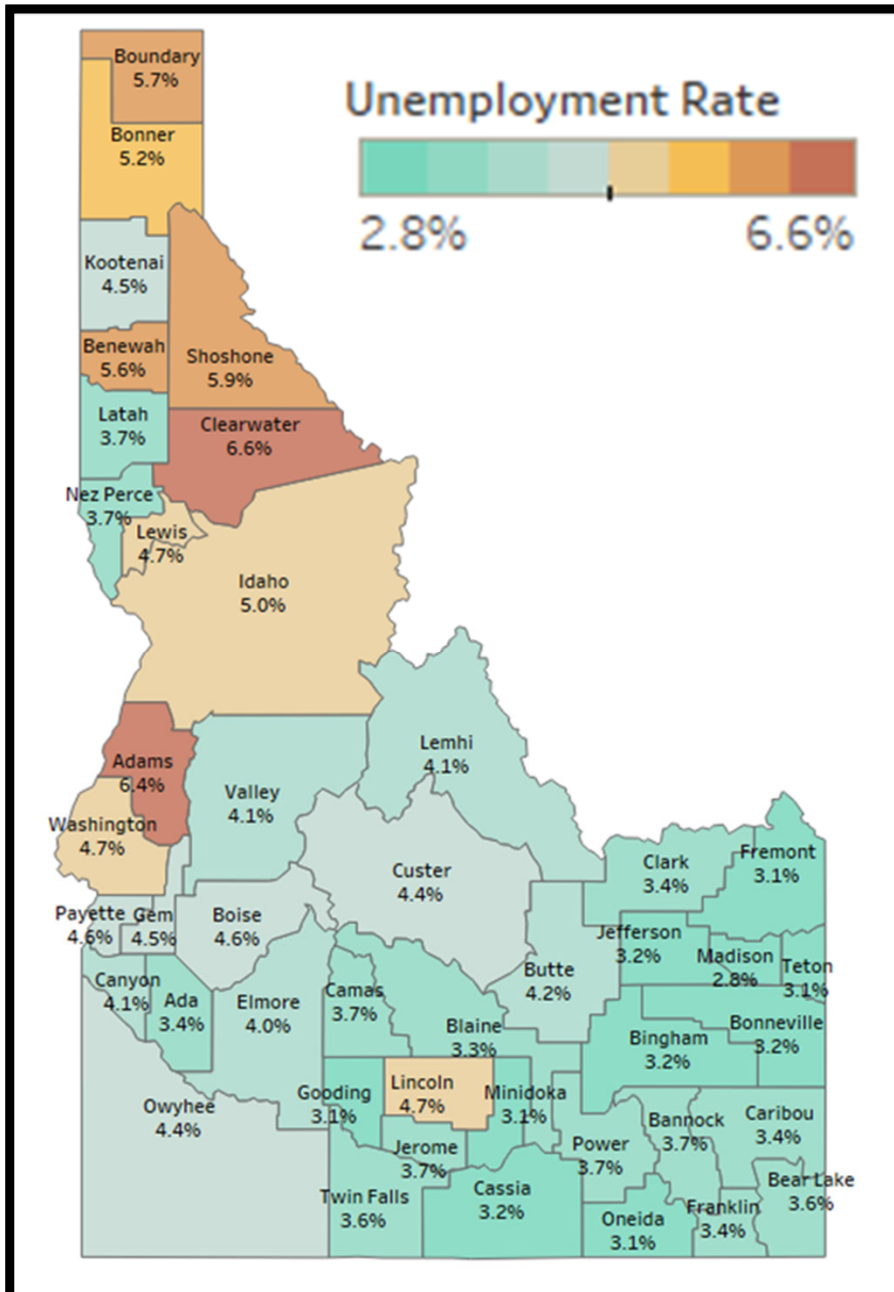 Unemployment Rate
2.8%
6.6%
Boundary
5.7%
Bonner
5.2%
Kootenai
4.5%
Benewah
5.6%
Shoshone
5.9%
Latah
3.7%
Clearwater
6.6%
Nez Perce
3.7%
Lewis
4.7%
Idaho
5.0%
Lemhi
4.1%
Adams
6.4%
Valley
4.1%
Washington
4.7%
Custer
4.4%
Clark
3.4%
Fremont
3.1%
Payette
4.6%
Gem
4.5%
Boise
4.6%
Jefferson
3.2%
Madison
2.8%
Teton
3.1%
Butte
4.2%
Canyon
4.1%
Ada
3.4%
Elmore
4.0%
Camas
3.7%
Blaine
3.3%
Bingham
3.2%
Bonneville
3.2%
Owyhee
4.4%
Gooding
3.1%
Lincoln
4.7%
Minidoka
3.1%
Jerome
3.7%
Power
3.7%
Bannock
3.7%
Caribou
3.4%
Twin Falls
3.6%
Cassia
3.2%
Oneida
3.1%
Franklin
3.4%
Bear Lake
3.6%